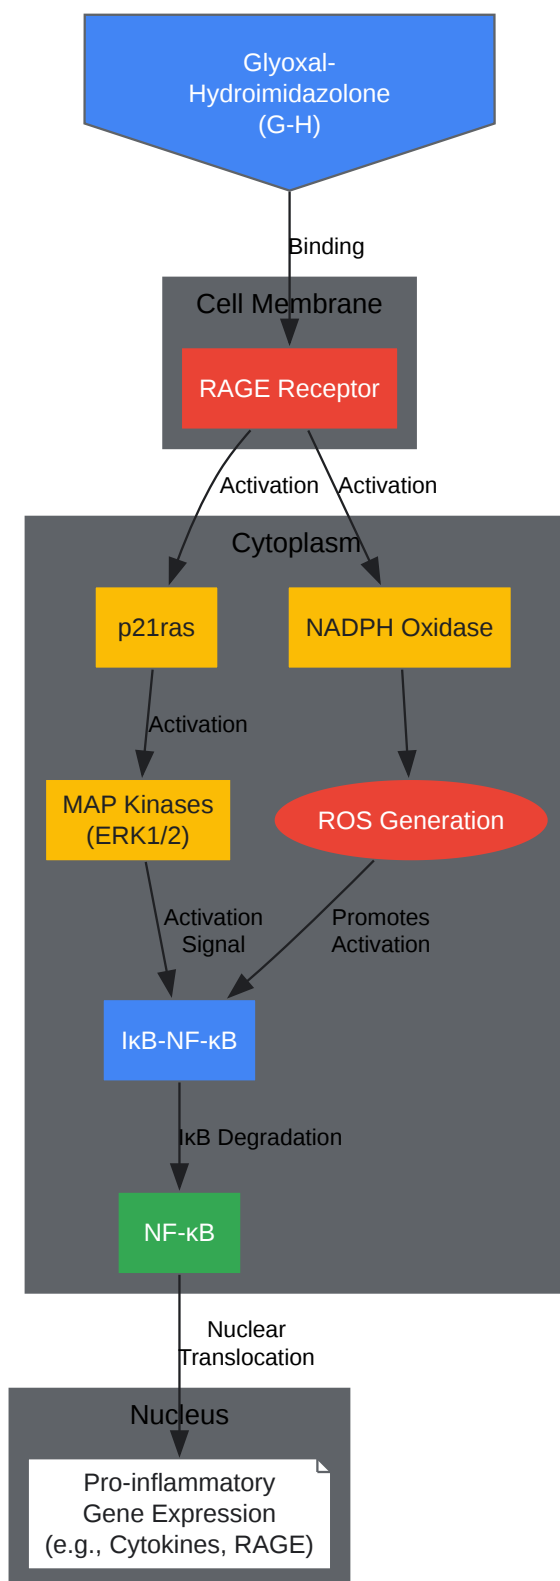 Glyoxal-
Hydroimidazolone
(G-H)
Binding
Cell Membrane
RAGE Receptor
Activation
Activation
Cytoplasm
p21ras
NADPH Oxidase
Activation
MAP Kinases
(ERK1/2)
ROS Generation
Activation
Signal
Promotes
Activation
IκB-NF-κB
IκB Degradation
NF-κB
Nuclear
Translocation
Nucleus
Pro-inflammatory
Gene Expression
(e.g., Cytokines, RAGE)